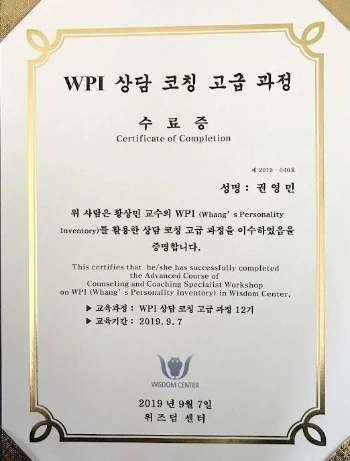 WPI 상담 코칭 고급 과정
수 료 증
Certificate of Completion
제 2019 - 040호
성명 : 권 영 민
위 사람은 황상민 교수의 WPI (Whang's Personality
Inventory)를 활용한 상담 코칭 고급 과정을 이수하였음을
증명합니다.
This certifies that he/she has successfully completed
the Advanced Course of
Counseling and Coaching Specialist Workshop
on WPI (Whang's Personality Inventory) in Wisdom Center.
▶ 교육과정 : WPI 상담 코칭 고급 과정 12기
▶ 교육기간 : 2019. 9. 7
WISDOM CENTER
2019 년 9월 7일
위즈덤 센터